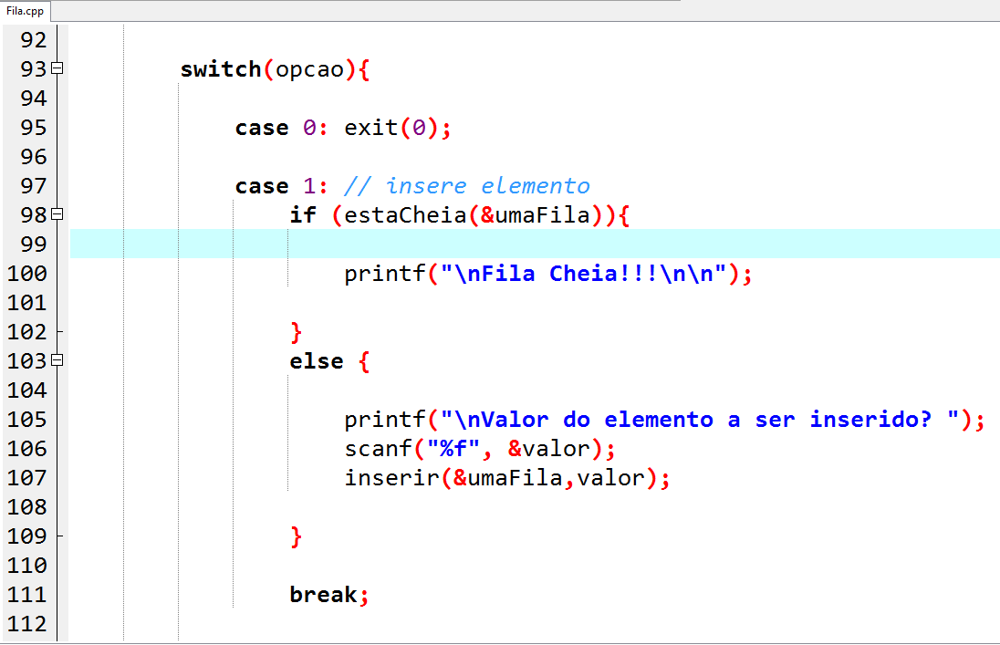 Fila.cpp
92
93 switch(opcao){
94
95 case 0: exit(0);
96
97 case 1: // insere elemento
98 if (estaCheia(&umaFila)){
99
100 printf("\nFila Cheia!!!\n\n");
101
102 }
103 else {
104
105 printf("\nValor do elemento a ser inserido? ");
106 scanf("%f", &valor);
107 inserir(&umaFila,valor);
108
109 }
110
111 break;
112